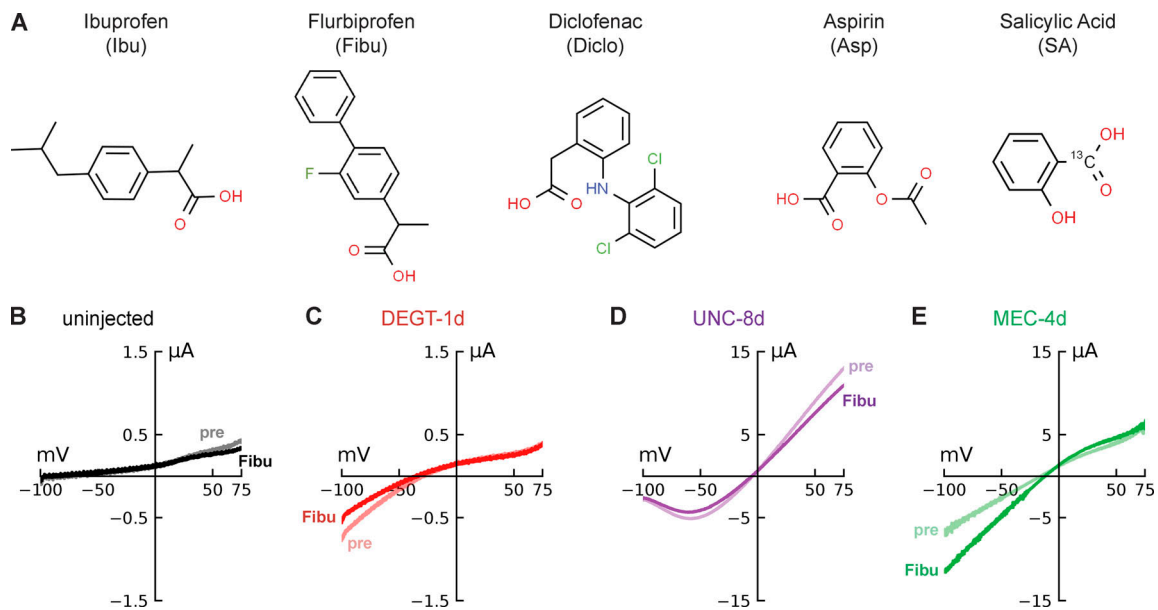 A
Ibuprofen
(Ibu)
Flurbiprofen
(Fibu)
Diclofenac
(Diclo)
Aspirin
(Asp)
Salicylic Acid
(SA)
OH
O
F
O
OH
HO
O
HN
Cl
Cl
HO
O
O
O
13C
OH
O
OH
B
uninjected
1.5
µA
0.5
pre
mV
Fibu
−100
50
75
−0.5
−1.5
C
DEGT-1d
1.5
µA
0.5
mV
−100
50
75
Fibu
−0.5
pre
−1.5
D
UNC-8d
15
µA
pre
Fibu
5
mV
−100
−50
50
75
−5
−15
E
MEC-4d
15
µA
5
mV
−100
−50
50
75
pre
−5
Fibu
−15